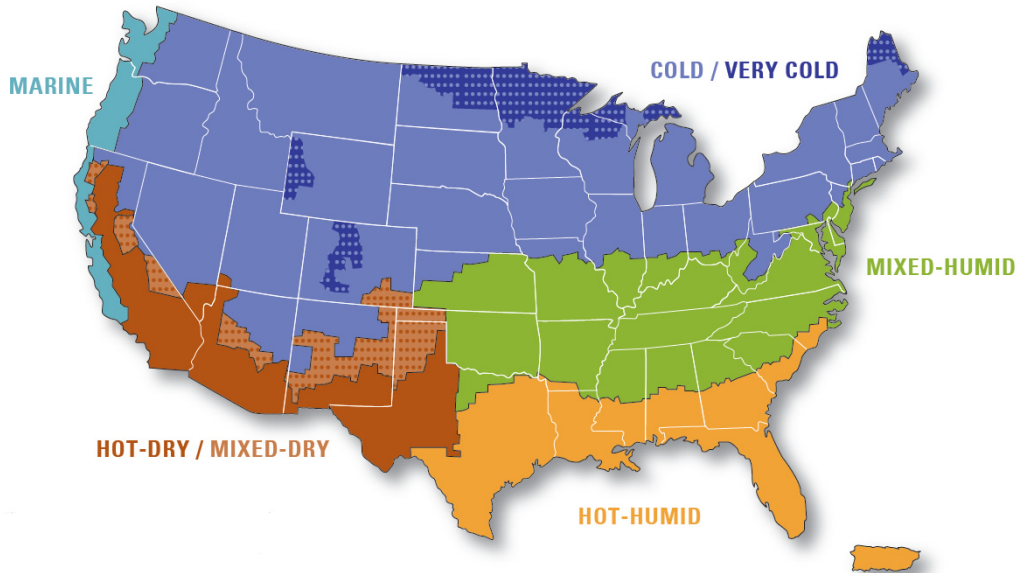 COLD / VERY COLD
MARINE
MIXED-HUMID
HOT-DRY / MIXED-DRY
HOT-HUMID